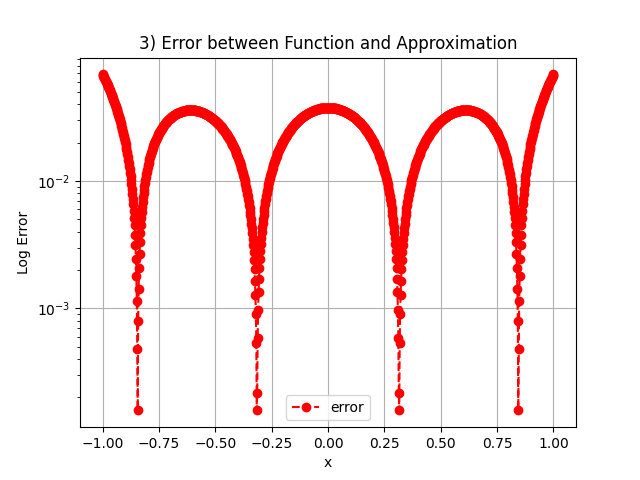 3) Error between Function and Approximation
Log Error
10⁻²
10⁻³
error
−1.00 −0.75 −0.50 −0.25 0.00 0.25 0.50 0.75 1.00
x